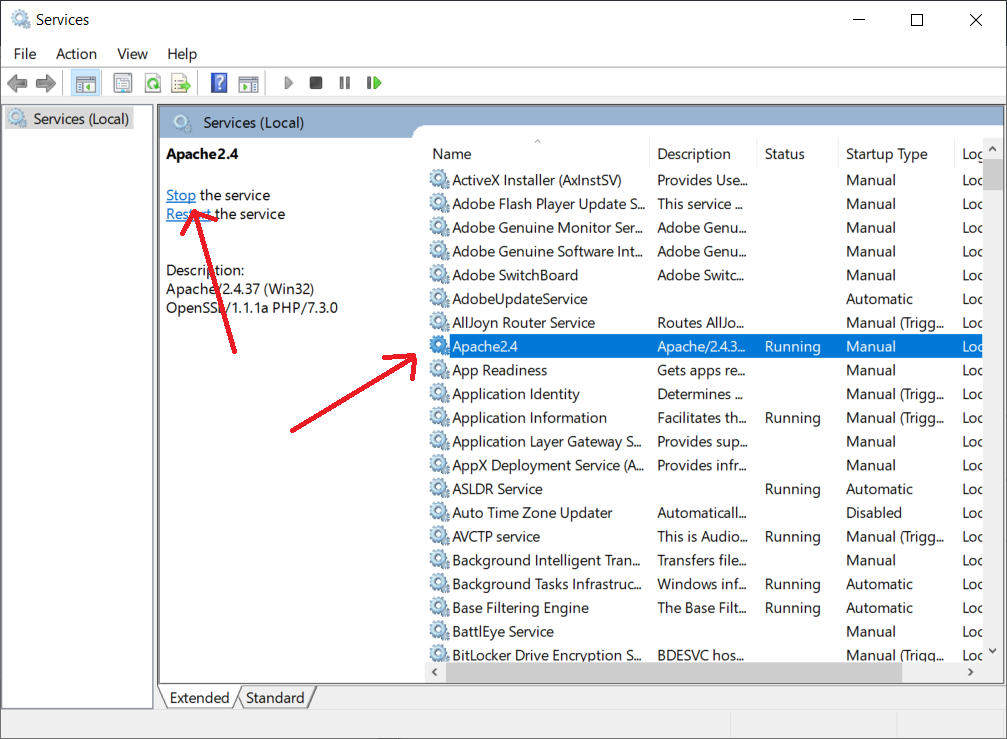 Services
File Action View Help
Services (Local)
Services (Local)
Apache2.4
Stop the service
Restart the service
Description:
Apache/2.4.37 (Win32)
OpenSSL/1.1.1a PHP/7.3.0
Name Description Status Startup Type Log
ActiveX Installer (AxInstSV) Provides Use... Manual Loc
Adobe Flash Player Update S... This service ... Manual Loc
Adobe Genuine Monitor Ser... Adobe Genu... Manual Loc
Adobe Genuine Software Int... Adobe Genu... Manual Loc
Adobe SwitchBoard Adobe Switc... Manual Loc
AdobeUpdateService Automatic Loc
AllJoyn Router Service Routes AllJo... Manual (Trigg... Loc
Apache2.4 Apache/2.4.3... Running Manual Loc
App Readiness Gets apps re... Manual Loc
Application Identity Determines ... Manual (Trigg... Loc
Application Information Facilitates th... Running Manual (Trigg... Loc
Application Layer Gateway S... Provides sup... Manual Loc
AppX Deployment Service (A... Provides infr... Manual Loc
ASLDR Service Running Automatic Loc
Auto Time Zone Updater Automaticall... Disabled Loc
AVCTP service This is Audio... Running Manual (Trigg... Loc
Background Intelligent Tran... Transfers file... Manual Loc
Background Tasks Infrastruc... Windows inf... Running Automatic Loc
Base Filtering Engine The Base Filt... Running Automatic Loc
BattlEye Service Manual Loc
BitLocker Drive Encryption S... BDESVC hos... Manual (Trigg... Loc
Extended Standard